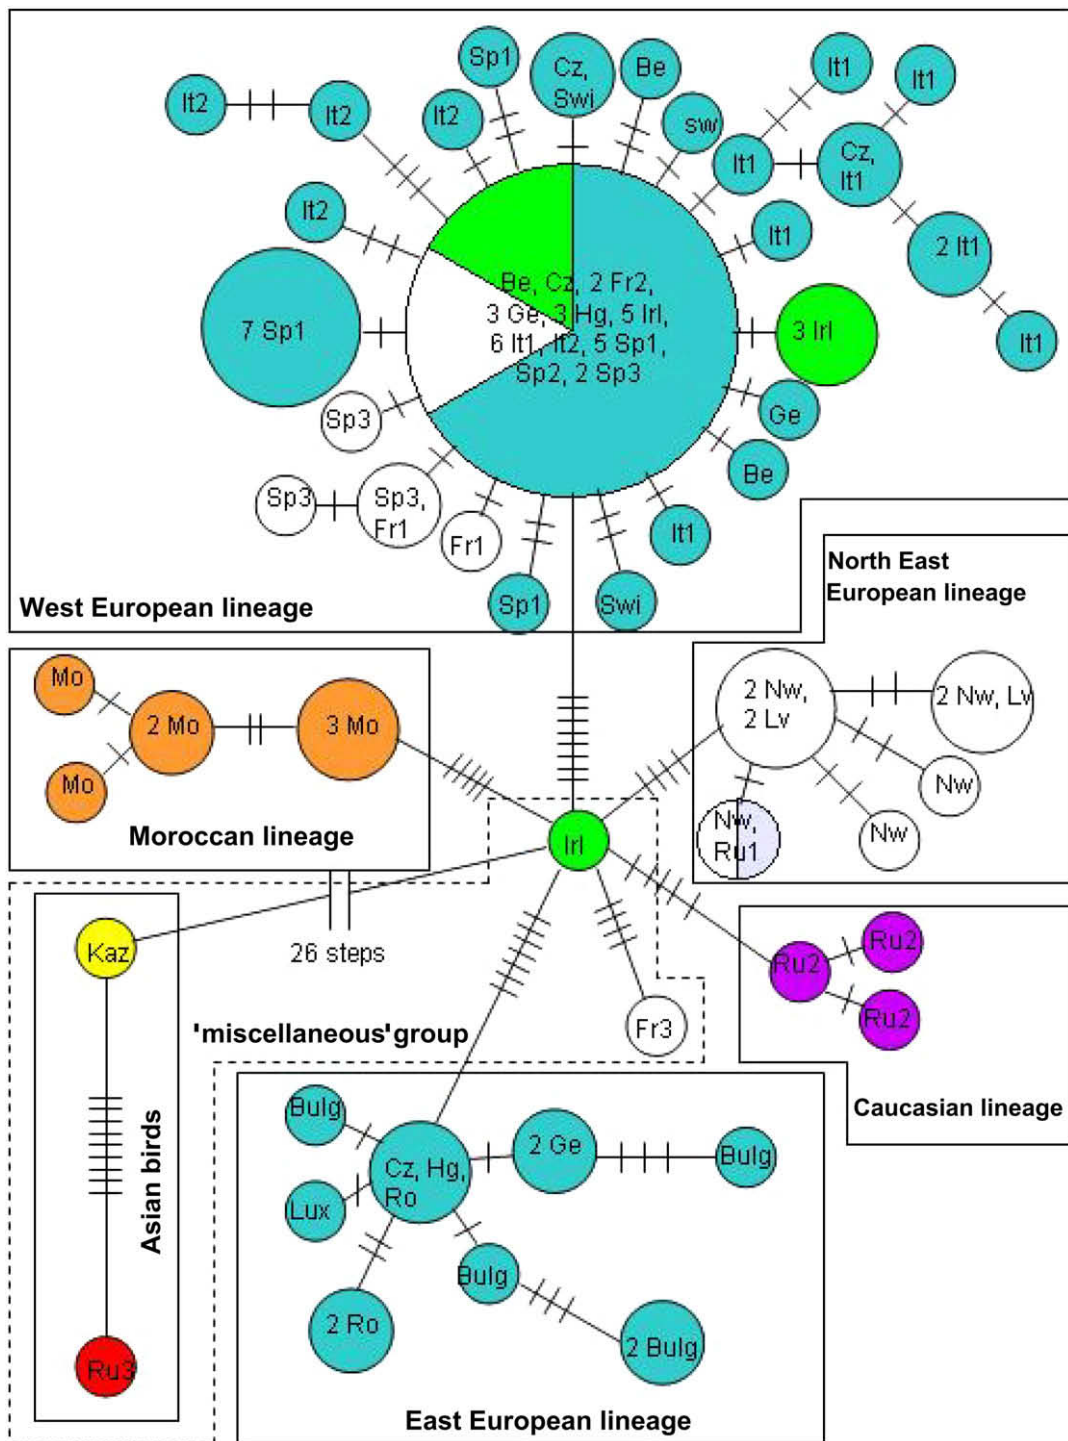 Sp1
Cz,
Swi
Be
It1
It1
It2
It2
It2
sw
It1
Cz,
It1
It2
It1
2 It1
Be, Cz, 2 Fr2,
3 Ge, 3 Hg, 5 Irl,
6 It1, It2, 5 Sp1,
Sp2, 2 Sp3
7 Sp1
3 Irl
It1
Sp3
Ge
Be
Sp3
Sp3,
Fr1
Fr1
It1
Sp1
Swi
West European lineage
North East
European lineage
Mo
2 Mo
3 Mo
Mo
Moroccan lineage
2 Nw,
2 Lv
2 Nw, Lv
Nw
Nw,
Ru1
Nw
Irl
Kaz
26 steps
Ru2
Ru2
Ru2
Fr3
'miscellaneous'group
Caucasian lineage
Asian birds
Ru3
Bulg
Cz, Hg,
Ro
2 Ge
Bulg
Lux
Bulg
2 Ro
2 Bulg
East European lineage